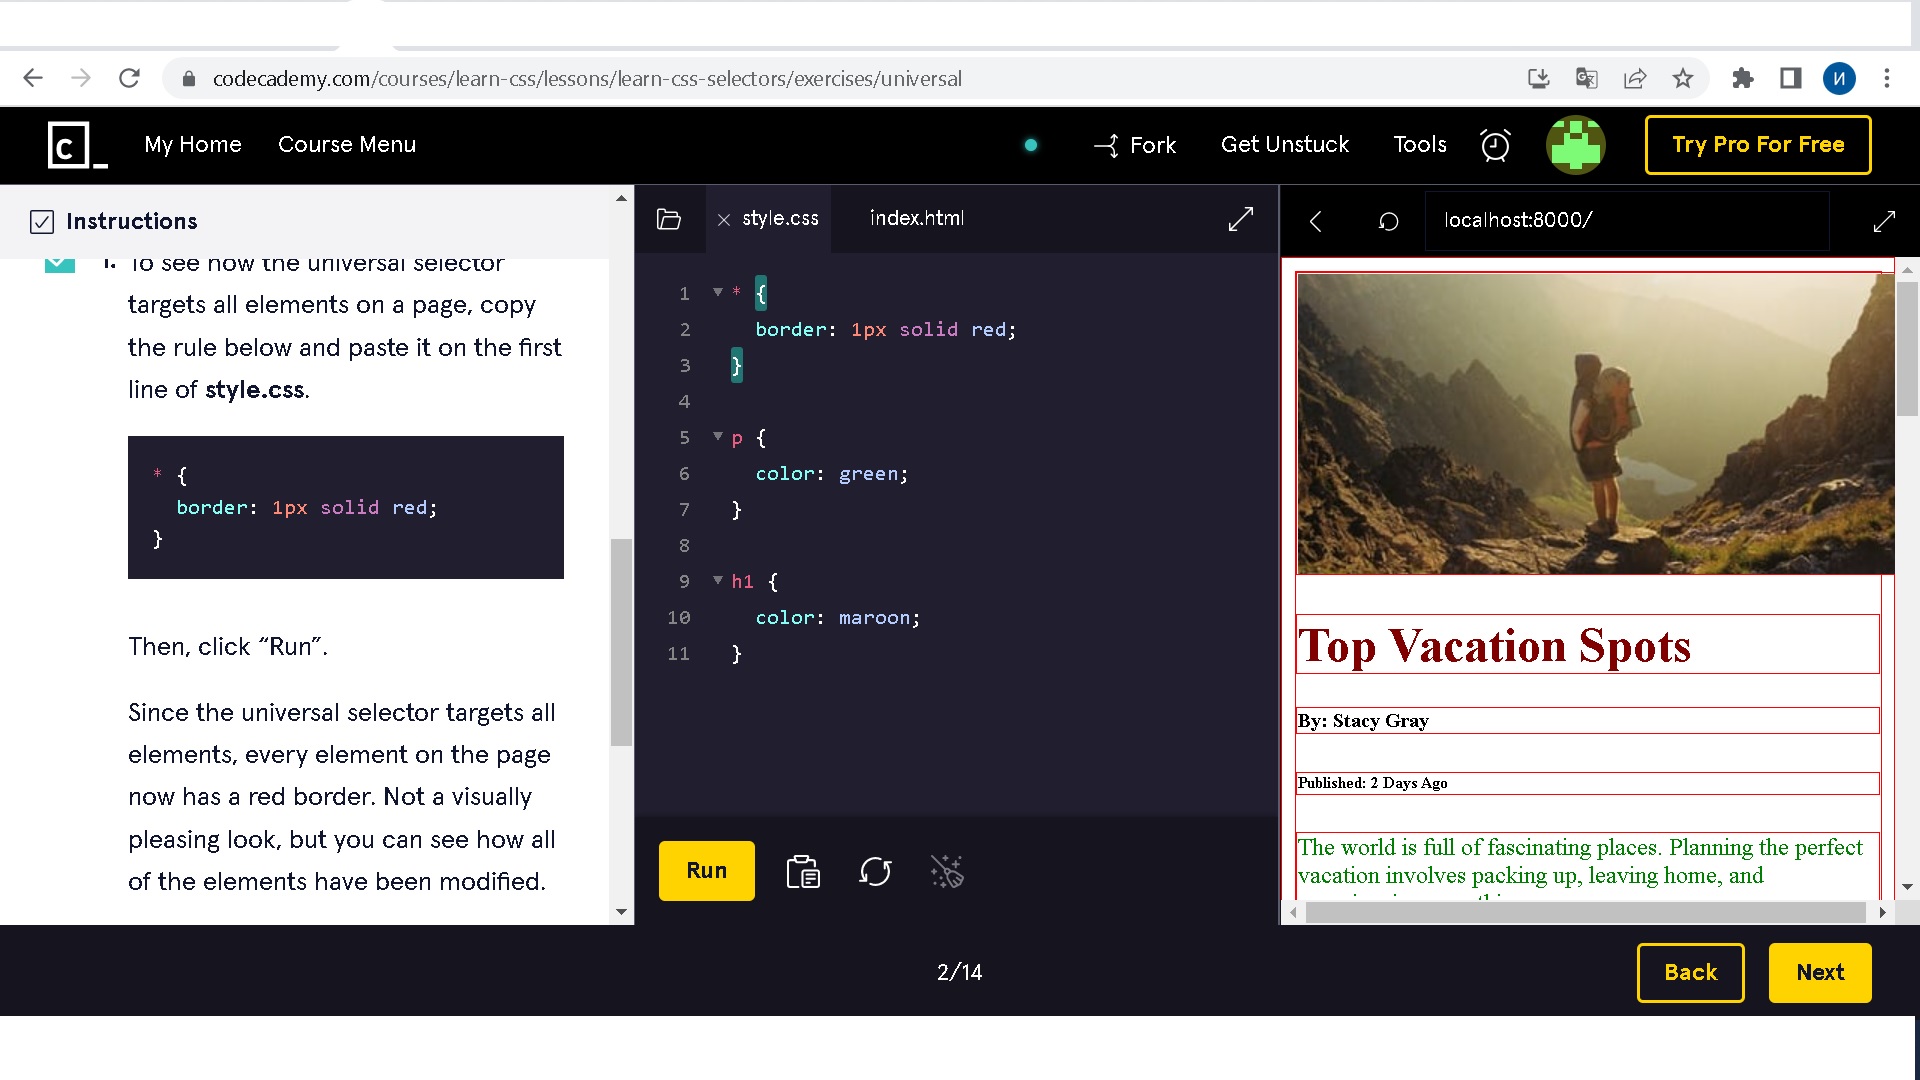 codecademy.com/courses/learn-css/lessons/learn-css-selectors/exercises/universal
И
c_
My Home
Course Menu
Fork
Get Unstuck
Tools
Try Pro For Free
Instructions
1. To see how the universal selector
targets all elements on a page, copy
the rule below and paste it on the first
line of style.css.
* {
border: 1px solid red;
}
Then, click “Run”.
Since the universal selector targets all
elements, every element on the page
now has a red border. Not a visually
pleasing look, but you can see how all
of the elements have been modified.
style.css
index.html
1 * {
2 border: 1px solid red;
3 }
4
5 p {
6 color: green;
7 }
8
9 h1 {
10 color: maroon;
11 }
Run
localhost:8000/
Top Vacation Spots
By: Stacy Gray
Published: 2 Days Ago
The world is full of fascinating places. Planning the perfect
vacation involves packing up, leaving home, and
2/14
Back
Next